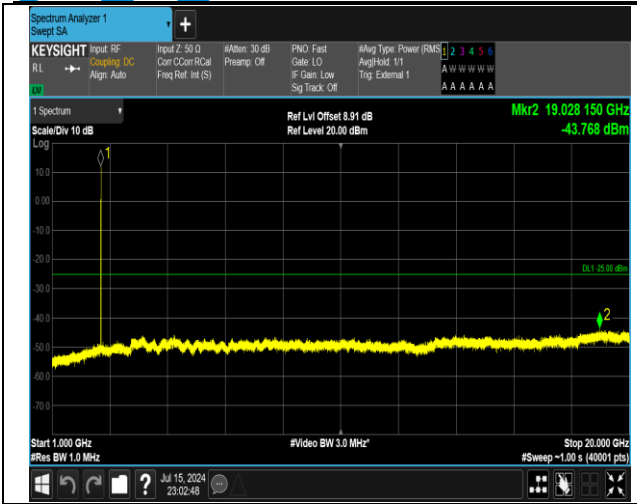 Spectrum Analyzer 1
Swept SA
+
KEYSIGHT
RL
LXI
Input: RF
Coupling: DC
Align: Auto
Input Z: 50 Ω
Corr CCorr RCal
Freq Ref: Int (S)
#Atten: 30 dB
Preamp: Off
PNO: Fast
Gate: LO
IF Gain: Low
Sig Track: Off
#Avg Type: Power (RMS
Avg|Hold: 1/1
Trig: External 1
1 2 3 4 5 6
A W W W W W
A A A A A A
1 Spectrum
Scale/Div 10 dB
Log
Ref Lvl Offset 8.91 dB
Ref Level 20.00 dBm
Mkr2 19.028 150 GHz
-43.768 dBm
1
10.0
0.00
-10.0
-20.0
DL1 -25.00 dBm
-30.0
2
-40.0
-50.0
-60.0
-70.0
Start 1.000 GHz
#Res BW 1.0 MHz
#Video BW 3.0 MHz*
Stop 20.000 GHz
#Sweep ~1.00 s (40001 pts)
?
Jul 15, 2024
23:02:48